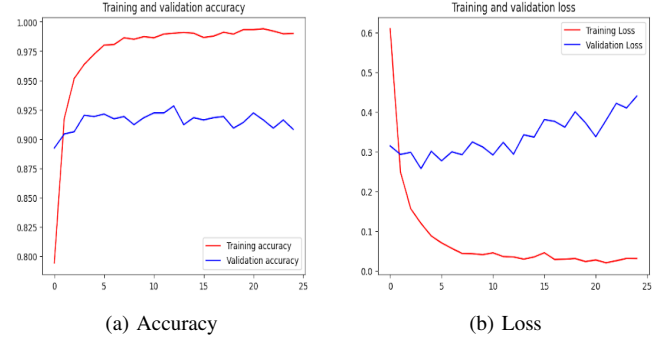 Training and validation accuracy
1.000
0.975
0.950
0.925
0.900
0.875
0.850
0.825
0.800
Training accuracy
Validation accuracy
0 5 10 15 20 25
(a) Accuracy
Training and validation loss
0.6
0.5
0.4
0.3
0.2
0.1
0.0
Training Loss
Validation Loss
0 5 10 15 20 25
(b) Loss